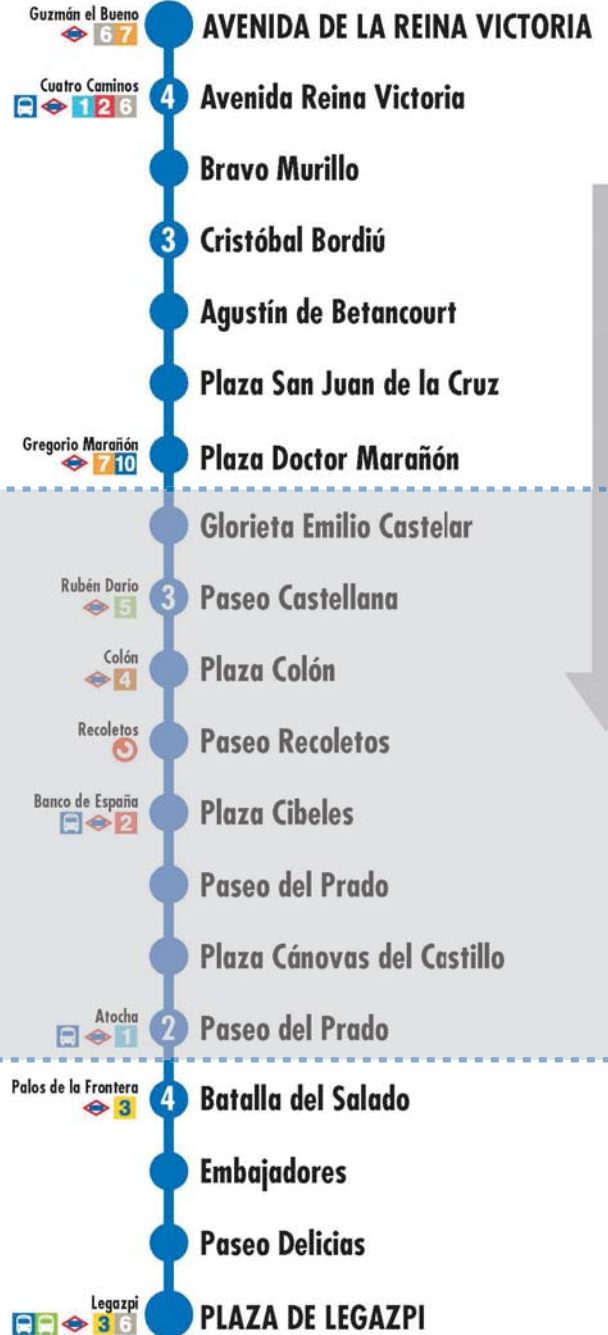 Guzmán el Bueno
6 7
AVENIDA DE LA REINA VICTORIA
Cuatro Caminos
1 2 6
4 Avenida Reina Victoria
Bravo Murillo
3 Cristóbal Bordiú
Agustín de Betancourt
Plaza San Juan de la Cruz
Gregorio Marañón
7 10
Plaza Doctor Marañón
Glorieta Emilio Castelar
Rubén Dario
5
3 Paseo Castellana
Colón
4
Plaza Colón
Recoletos
Paseo Recoletos
Banco de España
2
Plaza Cibeles
Paseo del Prado
Plaza Cánovas del Castillo
Atocha
1
2 Paseo del Prado
Palos de la Frontera
3
4 Batalla del Salado
Embajadores
Paseo Delicias
Legazpi
3 6
PLAZA DE LEGAZPI